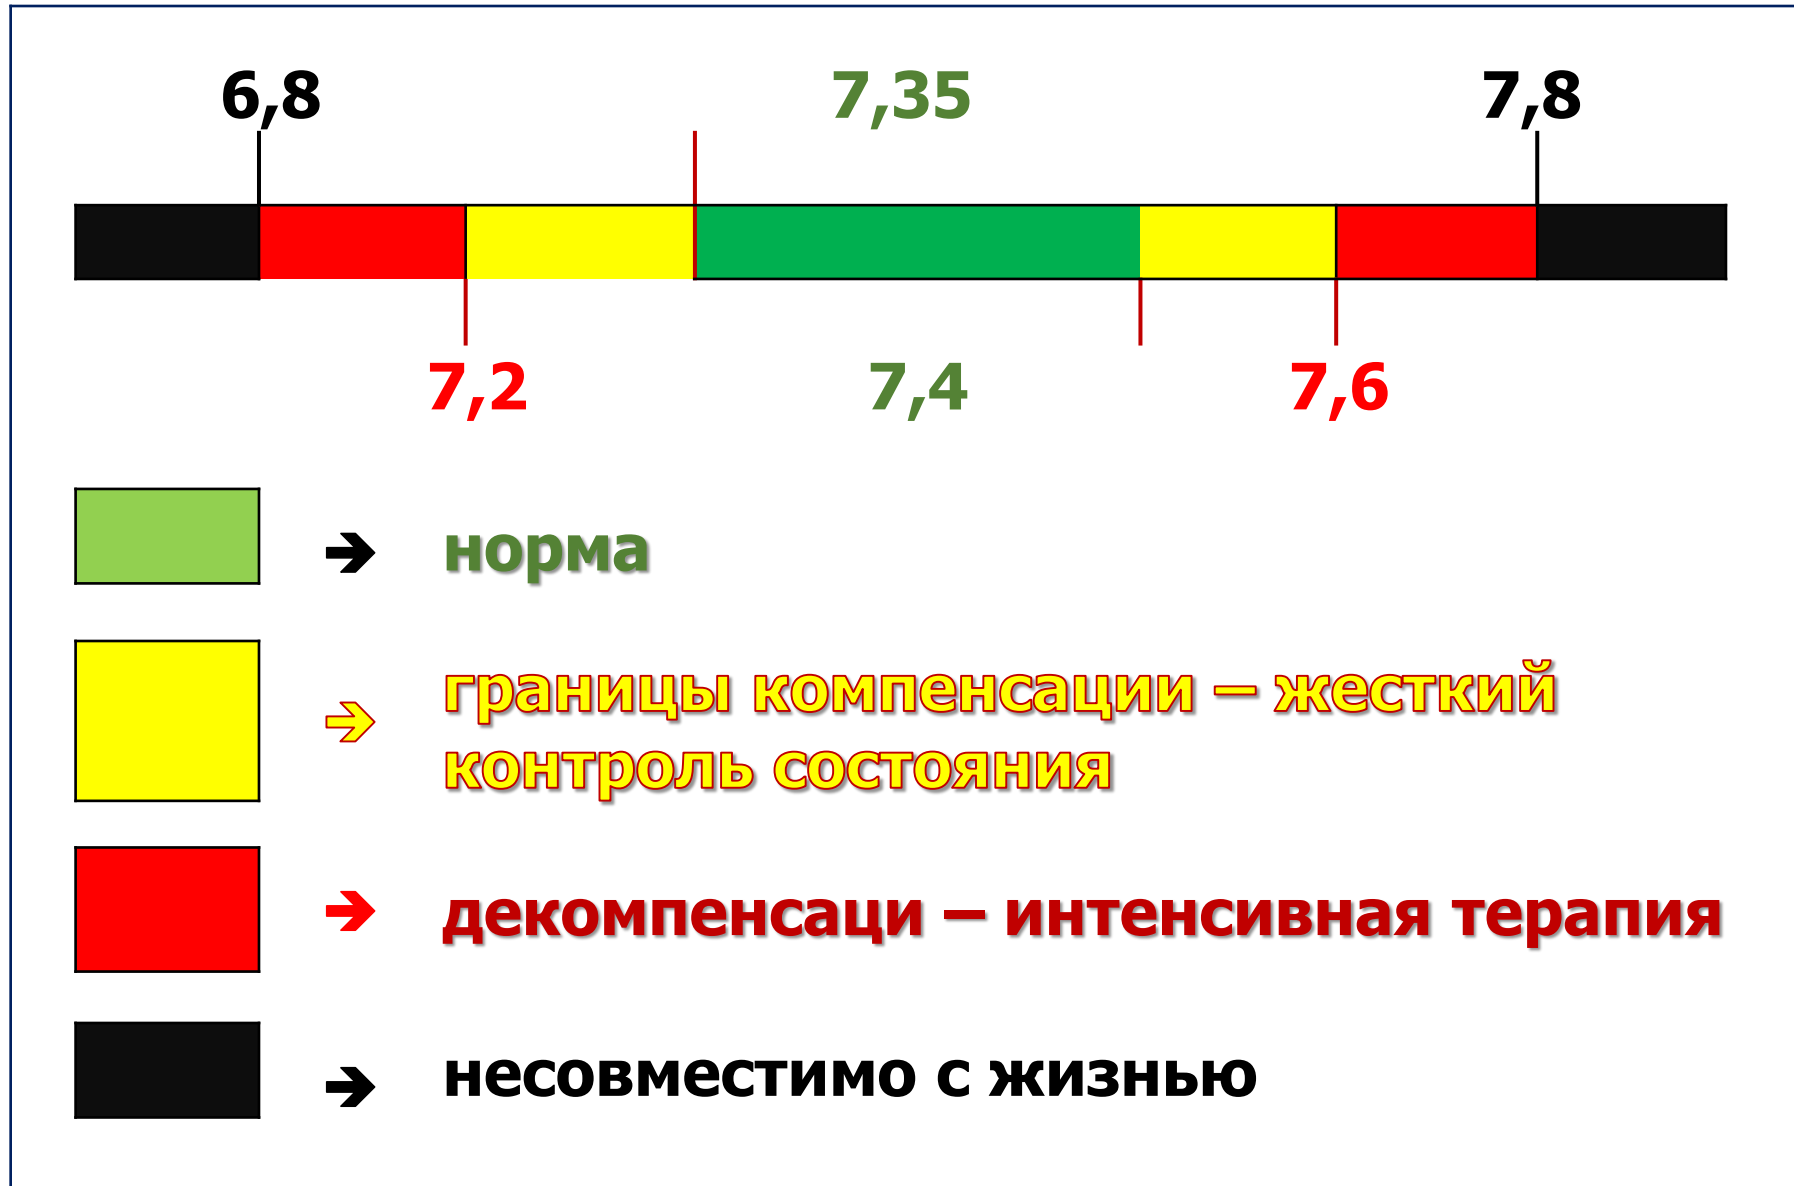 6,8 7,35 7,8
7,2 7,4 7,6
норма
границы компенсации – жесткий
контроль состояния
декомпенсаци – интенсивная терапия
несовместимо с жизнью